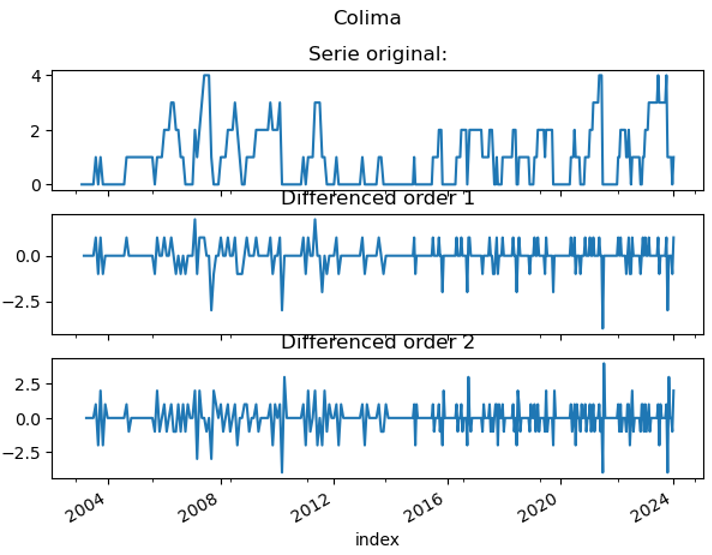 Colima
Serie original:
4
2
0
Differenced order 1
0.0
−2.5
Differenced order 2
2.5
0.0
−2.5
2004 2008 2012 2016 2020 2024
index